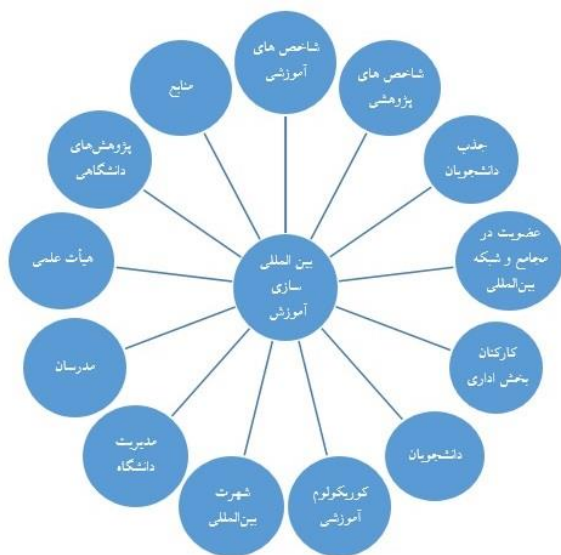 شاخص های
آموزشی
شاخص های
پژوهشی
جذب
دانشجویان
عضویت در
مجامع و شبکه
بین‌المللی
کارکنان
بخش اداری
دانشجویان
کوریکولوم
آموزشی
شهرت
بین‌المللی
مدیریت
دانشگاه
مدرسان
هیأت علمی
پژوهش‌های
دانشگاهی
منابع
بین المللی
سازی
آموزش